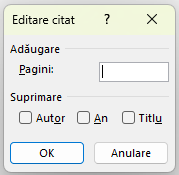 Editare citat ? ×
Adăugare
Pagini:
Suprimare
Autor An Titlu
OK Anulare